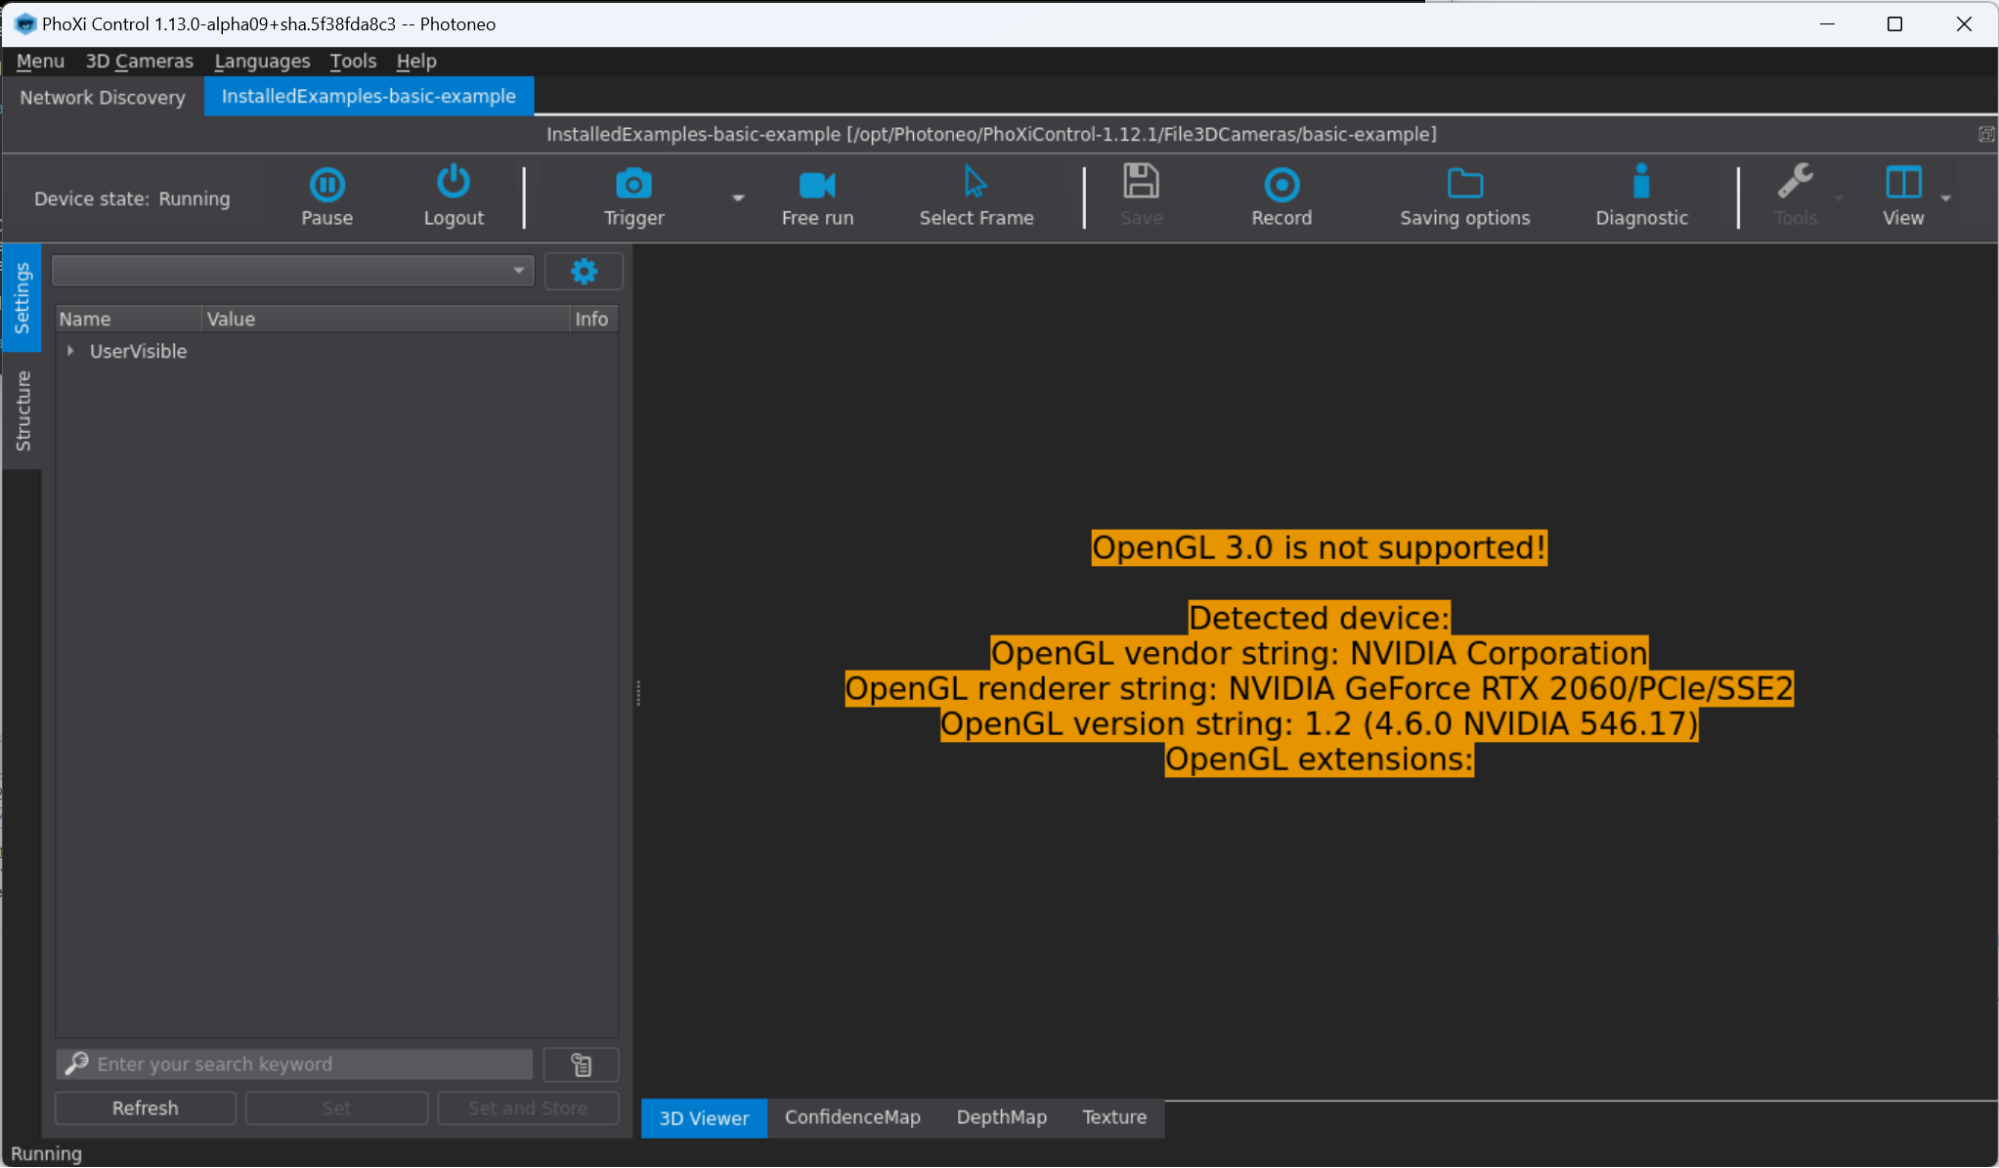 PhoXi Control 1.13.0-alpha09+sha.5f38fda8c3 -- Photoneo
Menu 3D Cameras Languages Tools Help
Network Discovery InstalledExamples-basic-example
InstalledExamples-basic-example [/opt/Photoneo/PhoXiControl-1.12.1/File3DCameras/basic-example]
Device state: Running Pause Logout Trigger Free run Select Frame Save Record Saving options Diagnostic Tools View
Settings
Structure
Name Value Info
UserVisible
OpenGL 3.0 is not supported!
Detected device:
OpenGL vendor string: NVIDIA Corporation
OpenGL renderer string: NVIDIA GeForce RTX 2060/PCIe/SSE2
OpenGL version string: 1.2 (4.6.0 NVIDIA 546.17)
OpenGL extensions:
Enter your search keyword
Refresh Set Set and Store
3D Viewer ConfidenceMap DepthMap Texture
Running